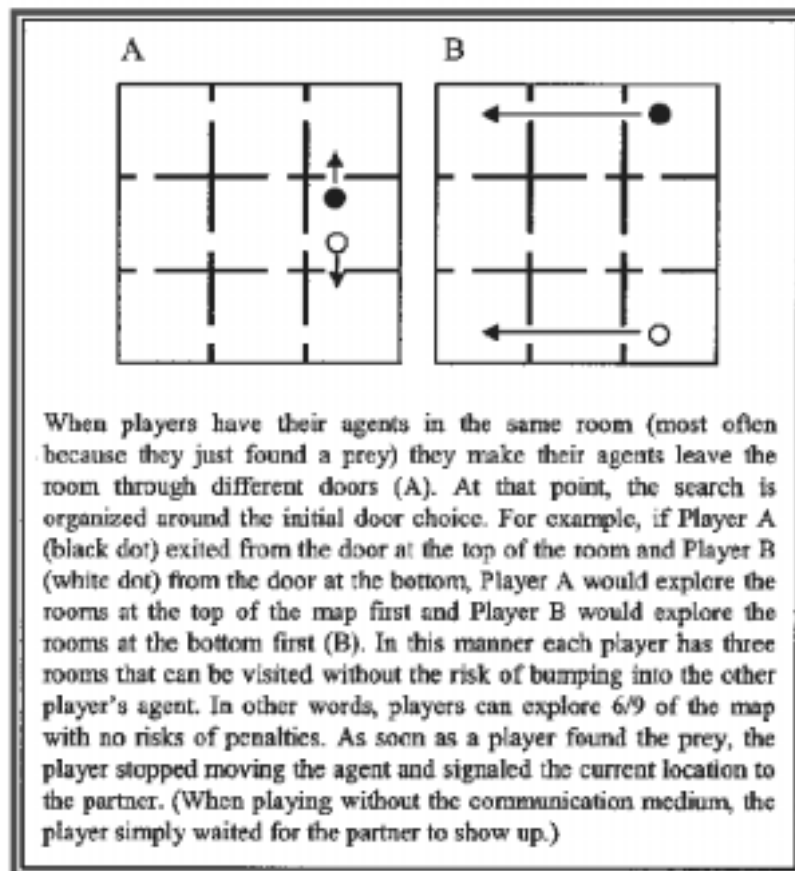 A B
When players have their agents in the same room (most often
because they just found a prey) they make their agents leave the
room through different doors (A). At that point, the search is
organized around the initial door choice. For example, if Player A
(black dot) exited from the door at the top of the room and Player B
(white dot) from the door at the bottom, Player A would explore the
rooms at the top of the map first and Player B would explore the
rooms at the bottom first (B). In this manner each player has three
rooms that can be visited without the risk of bumping into the other
player's agent. In other words, players can explore 6/9 of the map
with no risks of penalties. As soon as a player found the prey, the
player stopped moving the agent and signaled the current location to
the partner. (When playing without the communication medium, the
player simply waited for the partner to show up.)